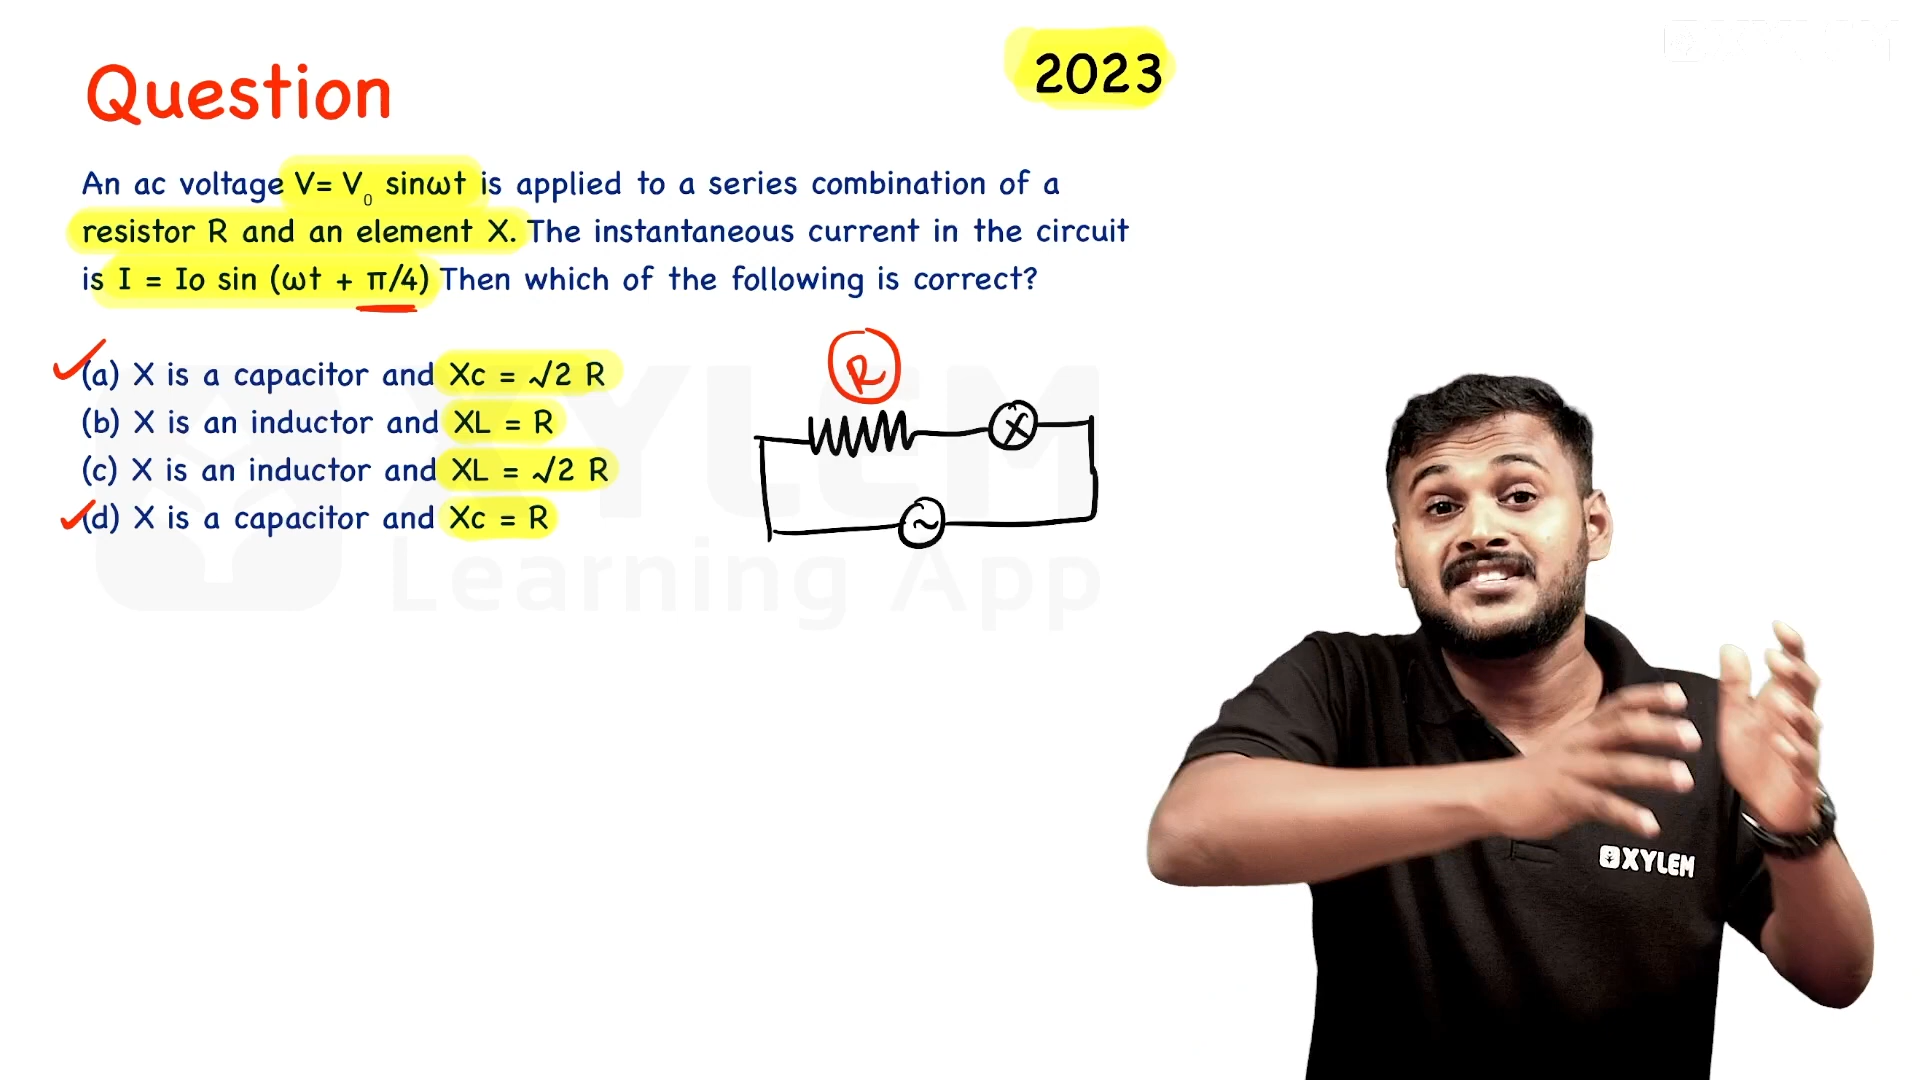 Question
2023
An ac voltage V= V₀ sinωt is applied to a series combination of a
resistor R and an element X. The instantaneous current in the circuit
is I = Io sin (ωt + π/4) Then which of the following is correct?
(a) X is a capacitor and Xc = √2 R
(b) X is an inductor and XL = R
(c) X is an inductor and XL = √2 R
(d) X is a capacitor and Xc = R
R
X
~
XYLEM
Learning App
XYLEM